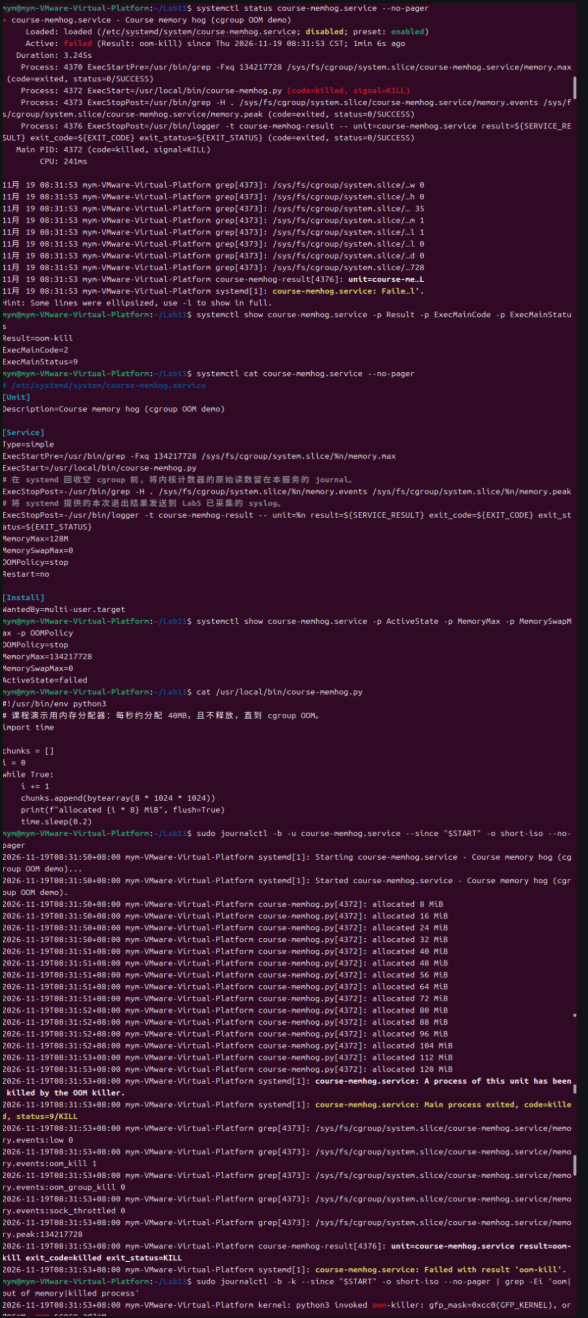 mym@mym-VMware-Virtual-Platform:~/Lab11$ systemctl status course-memhog.service --no-pager
× course-memhog.service - Course memory hog (cgroup OOM demo)
Loaded: loaded (/etc/systemd/system/course-memhog.service; disabled; preset: enabled)
Active: failed (Result: oom-kill) since Thu 2026-11-19 08:31:53 CST; 1min 6s ago
Duration: 3.245s
Process: 4370 ExecStartPre=/usr/bin/grep -Fxq 134217728 /sys/fs/cgroup/system.slice/course-memhog.service/memory.max
(code=exited, status=0/SUCCESS)
Process: 4372 ExecStart=/usr/local/bin/course-memhog.py (code=killed, signal=KILL)
Process: 4373 ExecStopPost=/usr/bin/grep -H . /sys/fs/cgroup/system.slice/course-memhog.service/memory.events /sys/f
s/cgroup/system.slice/course-memhog.service/memory.peak (code=exited, status=0/SUCCESS)
Process: 4376 ExecStopPost=/usr/bin/logger -t course-memhog-result -- unit=course-memhog.service result=${SERVICE_RE
SULT} exit_code=${EXIT_CODE} exit_status=${EXIT_STATUS} (code=exited, status=0/SUCCESS)
Main PID: 4372 (code=killed, signal=KILL)
CPU: 241ms
11月 19 08:31:53 mym-VMware-Virtual-Platform grep[4373]: /sys/fs/cgroup/system.slice/…w 0
11月 19 08:31:53 mym-VMware-Virtual-Platform grep[4373]: /sys/fs/cgroup/system.slice/…h 0
11月 19 08:31:53 mym-VMware-Virtual-Platform grep[4373]: /sys/fs/cgroup/system.slice/… 35
11月 19 08:31:53 mym-VMware-Virtual-Platform grep[4373]: /sys/fs/cgroup/system.slice/…m 1
11月 19 08:31:53 mym-VMware-Virtual-Platform grep[4373]: /sys/fs/cgroup/system.slice/…l 1
11月 19 08:31:53 mym-VMware-Virtual-Platform grep[4373]: /sys/fs/cgroup/system.slice/…l 0
11月 19 08:31:53 mym-VMware-Virtual-Platform grep[4373]: /sys/fs/cgroup/system.slice/…d 0
11月 19 08:31:53 mym-VMware-Virtual-Platform grep[4373]: /sys/fs/cgroup/system.slice/…728
11月 19 08:31:53 mym-VMware-Virtual-Platform course-memhog-result[4376]: unit=course-me…L
11月 19 08:31:53 mym-VMware-Virtual-Platform systemd[1]: course-memhog.service: Faile…l'.
Hint: Some lines were ellipsized, use -l to show in full.
mym@mym-VMware-Virtual-Platform:~/Lab11$ systemctl show course-memhog.service -p Result -p ExecMainCode -p ExecMainStatu
s
Result=oom-kill
ExecMainCode=2
ExecMainStatus=9
mym@mym-VMware-Virtual-Platform:~/Lab11$ systemctl cat course-memhog.service --no-pager
# /etc/systemd/system/course-memhog.service
[Unit]
Description=Course memory hog (cgroup OOM demo)
[Service]
Type=simple
ExecStartPre=/usr/bin/grep -Fxq 134217728 /sys/fs/cgroup/system.slice/%n/memory.max
ExecStart=/usr/local/bin/course-memhog.py
# 在 systemd 回收空 cgroup 前，将内核计数器的原始读数留在本服务的 journal。
ExecStopPost=-/usr/bin/grep -H . /sys/fs/cgroup/system.slice/%n/memory.events /sys/fs/cgroup/system.slice/%n/memory.peak
# 将 systemd 提供的本次退出结果发送到 Lab5 已采集的 syslog。
ExecStopPost=-/usr/bin/logger -t course-memhog-result -- unit=%n result=${SERVICE_RESULT} exit_code=${EXIT_CODE} exit_st
atus=${EXIT_STATUS}
MemoryMax=128M
MemorySwapMax=0
OOMPolicy=stop
Restart=no
[Install]
WantedBy=multi-user.target
mym@mym-VMware-Virtual-Platform:~/Lab11$ systemctl show course-memhog.service -p ActiveState -p MemoryMax -p MemorySwapM
ax -p OOMPolicy
OOMPolicy=stop
MemoryMax=134217728
MemorySwapMax=0
ActiveState=failed
mym@mym-VMware-Virtual-Platform:~/Lab11$ cat /usr/local/bin/course-memhog.py
#!/usr/bin/env python3
# 课程演示用内存分配器：每秒约分配 40MB，且不释放，直到 cgroup OOM。
import time
chunks = []
i = 0
while True:
i += 1
chunks.append(bytearray(8 * 1024 * 1024))
print(f"allocated {i * 8} MiB", flush=True)
time.sleep(0.2)
mym@mym-VMware-Virtual-Platform:~/Lab11$ sudo journalctl -b -u course-memhog.service --since "$START" -o short-iso --no-
pager
2026-11-19T08:31:50+08:00 mym-VMware-Virtual-Platform systemd[1]: Starting course-memhog.service - Course memory hog (cg
roup OOM demo)...
2026-11-19T08:31:50+08:00 mym-VMware-Virtual-Platform systemd[1]: Started course-memhog.service - Course memory hog (cgr
oup OOM demo).
2026-11-19T08:31:50+08:00 mym-VMware-Virtual-Platform course-memhog.py[4372]: allocated 8 MiB
2026-11-19T08:31:50+08:00 mym-VMware-Virtual-Platform course-memhog.py[4372]: allocated 16 MiB
2026-11-19T08:31:50+08:00 mym-VMware-Virtual-Platform course-memhog.py[4372]: allocated 24 MiB
2026-11-19T08:31:50+08:00 mym-VMware-Virtual-Platform course-memhog.py[4372]: allocated 32 MiB
2026-11-19T08:31:51+08:00 mym-VMware-Virtual-Platform course-memhog.py[4372]: allocated 40 MiB
2026-11-19T08:31:51+08:00 mym-VMware-Virtual-Platform course-memhog.py[4372]: allocated 48 MiB
2026-11-19T08:31:51+08:00 mym-VMware-Virtual-Platform course-memhog.py[4372]: allocated 56 MiB
2026-11-19T08:31:51+08:00 mym-VMware-Virtual-Platform course-memhog.py[4372]: allocated 64 MiB
2026-11-19T08:31:51+08:00 mym-VMware-Virtual-Platform course-memhog.py[4372]: allocated 72 MiB
2026-11-19T08:31:52+08:00 mym-VMware-Virtual-Platform course-memhog.py[4372]: allocated 80 MiB
2026-11-19T08:31:52+08:00 mym-VMware-Virtual-Platform course-memhog.py[4372]: allocated 88 MiB
2026-11-19T08:31:52+08:00 mym-VMware-Virtual-Platform course-memhog.py[4372]: allocated 96 MiB
2026-11-19T08:31:52+08:00 mym-VMware-Virtual-Platform course-memhog.py[4372]: allocated 104 MiB
2026-11-19T08:31:53+08:00 mym-VMware-Virtual-Platform course-memhog.py[4372]: allocated 112 MiB
2026-11-19T08:31:53+08:00 mym-VMware-Virtual-Platform course-memhog.py[4372]: allocated 120 MiB
2026-11-19T08:31:53+08:00 mym-VMware-Virtual-Platform systemd[1]: course-memhog.service: A process of this unit has been
killed by the OOM killer.
2026-11-19T08:31:53+08:00 mym-VMware-Virtual-Platform systemd[1]: course-memhog.service: Main process exited, code=kille
d, status=9/KILL
2026-11-19T08:31:53+08:00 mym-VMware-Virtual-Platform grep[4373]: /sys/fs/cgroup/system.slice/course-memhog.service/memo
ry.events:low 0
2026-11-19T08:31:53+08:00 mym-VMware-Virtual-Platform grep[4373]: /sys/fs/cgroup/system.slice/course-memhog.service/memo
ry.events:oom_kill 1
2026-11-19T08:31:53+08:00 mym-VMware-Virtual-Platform grep[4373]: /sys/fs/cgroup/system.slice/course-memhog.service/memo
ry.events:oom_group_kill 0
2026-11-19T08:31:53+08:00 mym-VMware-Virtual-Platform grep[4373]: /sys/fs/cgroup/system.slice/course-memhog.service/memo
ry.events:sock_throttled 0
2026-11-19T08:31:53+08:00 mym-VMware-Virtual-Platform grep[4373]: /sys/fs/cgroup/system.slice/course-memhog.service/memo
ry.peak:134217728
2026-11-19T08:31:53+08:00 mym-VMware-Virtual-Platform course-memhog-result[4376]: unit=course-memhog.service result=oom-
kill exit_code=killed exit_status=KILL
2026-11-19T08:31:53+08:00 mym-VMware-Virtual-Platform systemd[1]: course-memhog.service: Failed with result 'oom-kill'.
mym@mym-VMware-Virtual-Platform:~/Lab11$ sudo journalctl -b -k --since "$START" -o short-iso --no-pager | grep -Ei 'oom|
out of memory|killed process'
2026-11-19T08:31:53+08:00 mym-VMware-Virtual-Platform kernel: python3 invoked oom-killer: gfp_mask=0xcc0(GFP_KERNEL), or